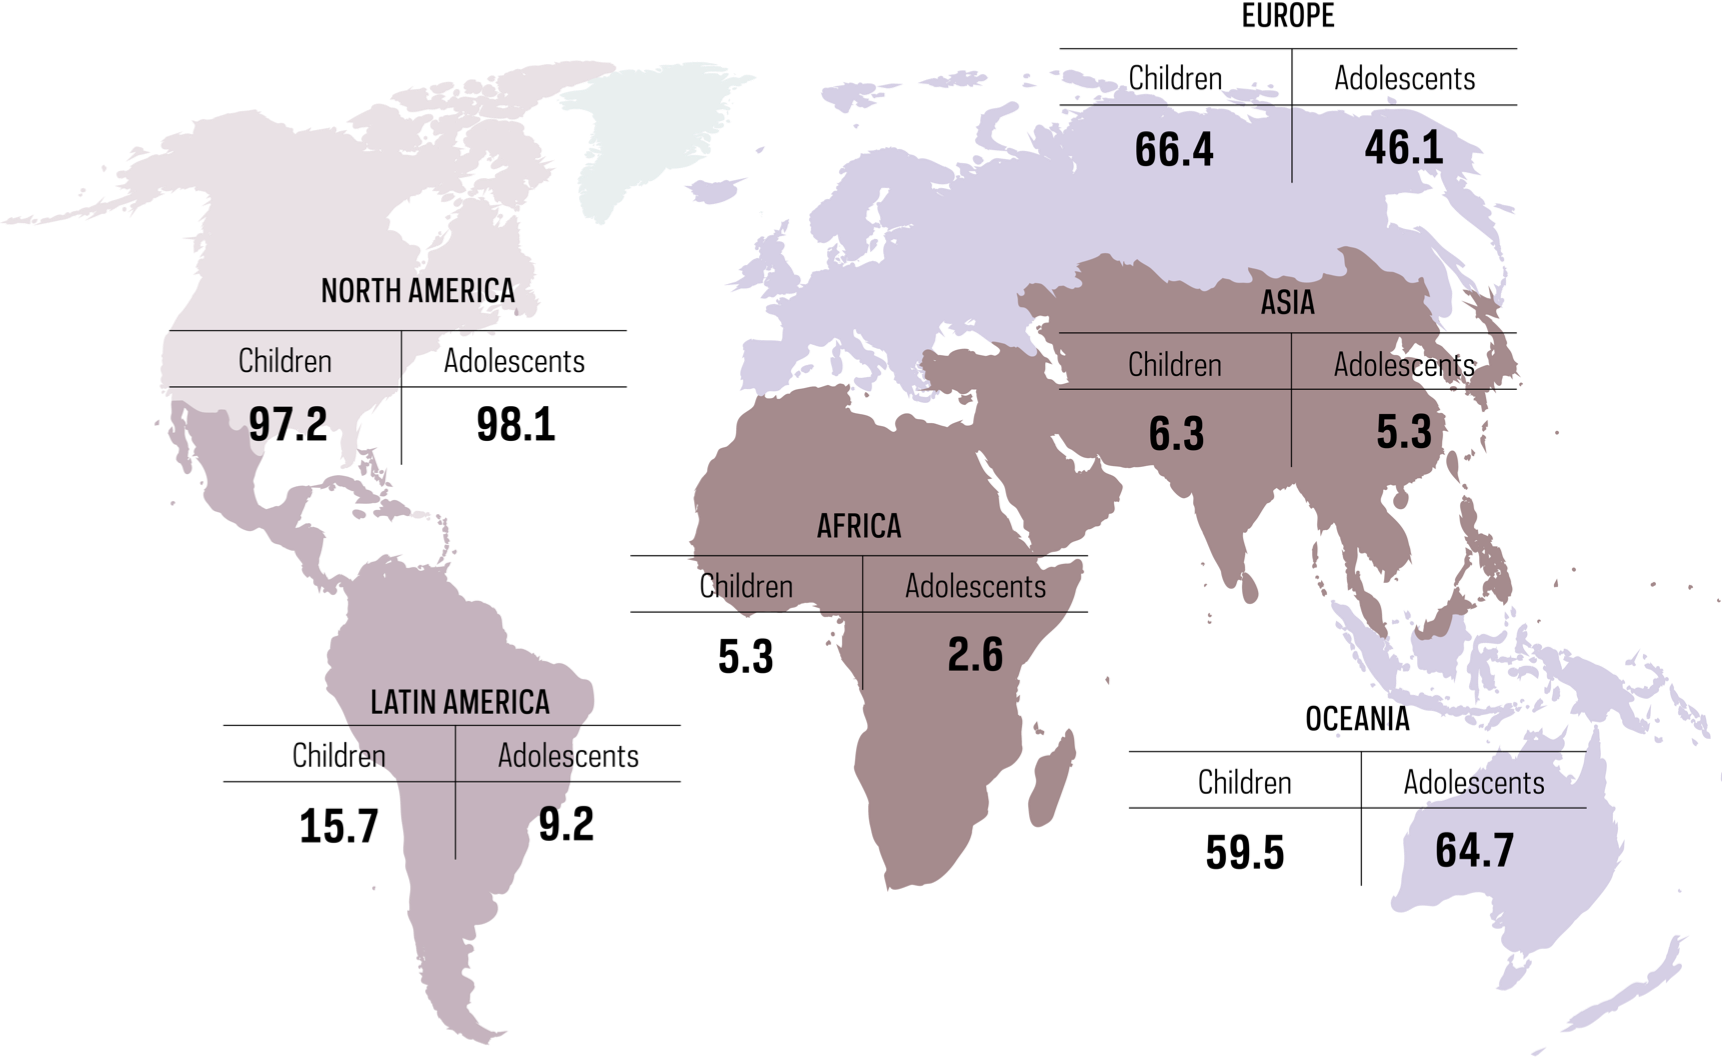 EUROPE
Children Adolescents
66.4 46.1
NORTH AMERICA
Children Adolescents
97.2 98.1
ASIA
Children Adolescents
6.3 5.3
AFRICA
Children Adolescents
5.3 2.6
LATIN AMERICA
Children Adolescents
15.7 9.2
OCEANIA
Children Adolescents
59.5 64.7